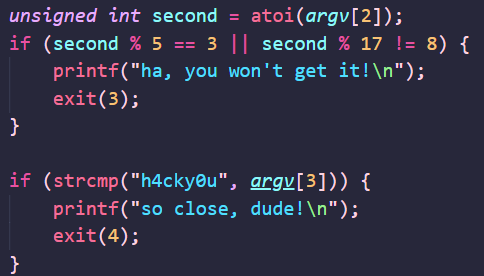 unsigned int second = atoi(argv[2]);
if (second % 5 == 3 || second % 17 != 8) {
    printf("ha, you won't get it!\n");
    exit(3);
}

if (strcmp("h4cky0u", argv[3])) {
    printf("so close, dude!\n");
    exit(4);
}